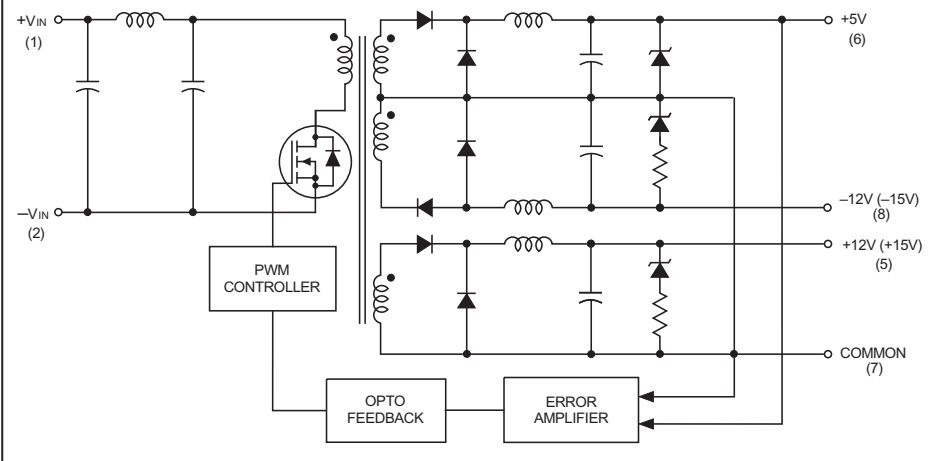 +VIN
(1)
+5V
(6)
–12V (–15V)
(8)
–VIN
(2)
+12V (+15V)
(5)
PWM
CONTROLLER
COMMON
(7)
OPTO
FEEDBACK
ERROR
AMPLIFIER